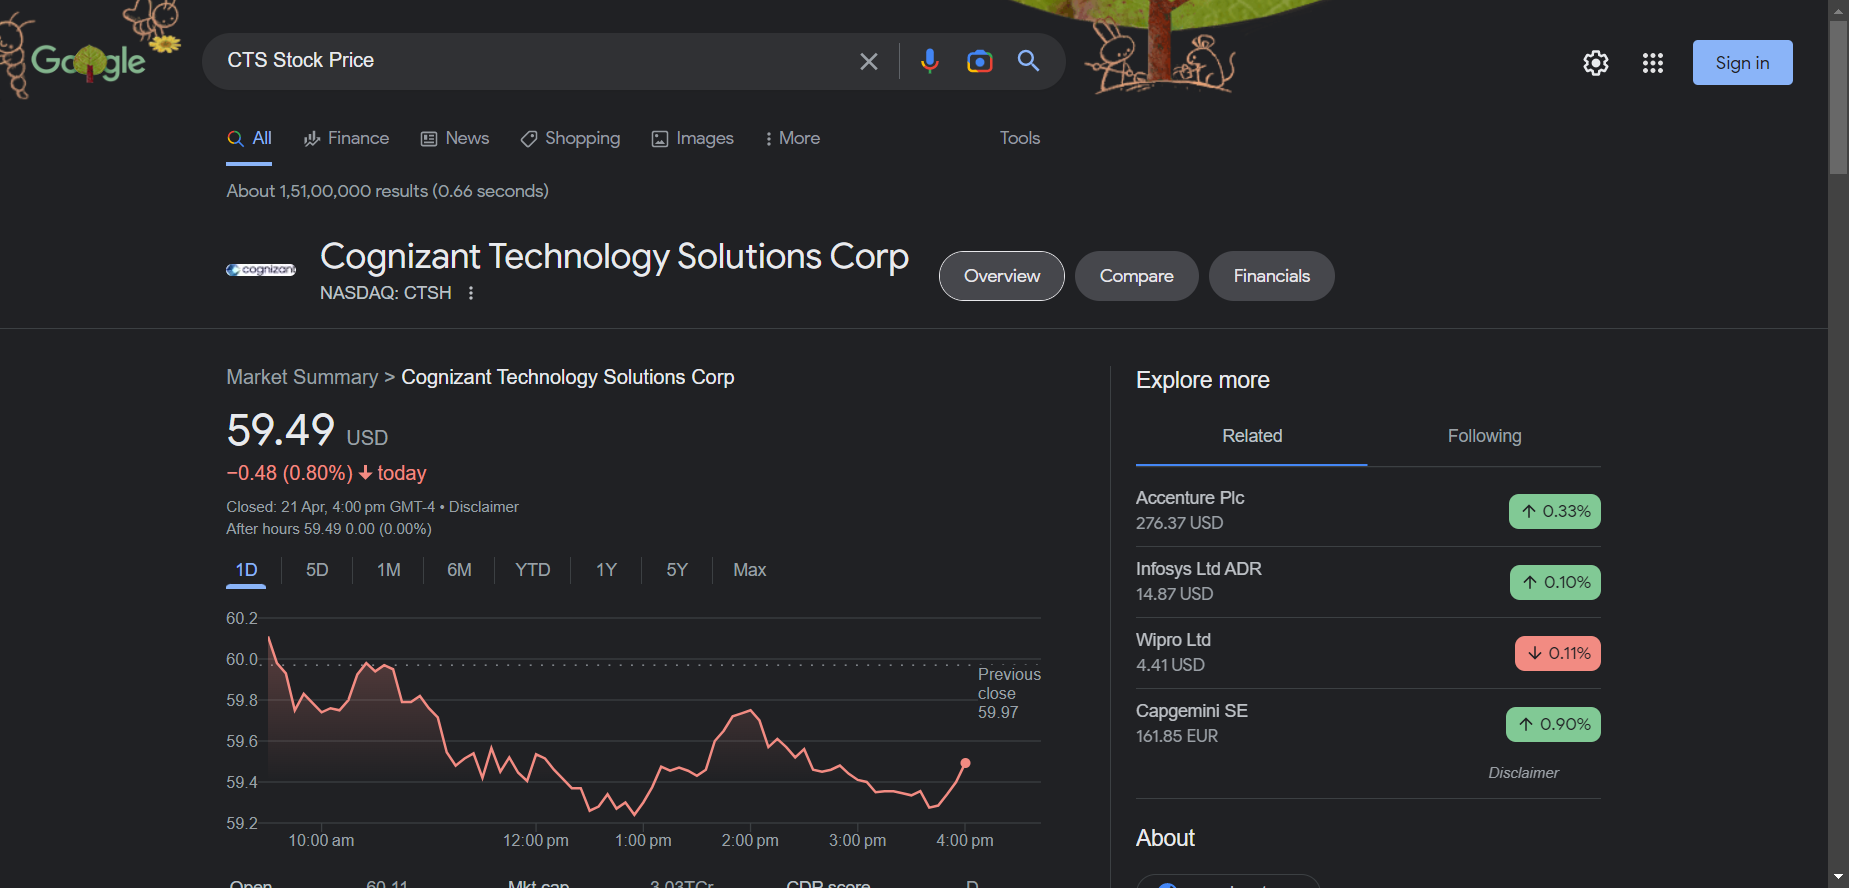 Google
CTS Stock Price
Sign in
All
Finance
News
Shopping
Images
More
Tools
About 1,51,00,000 results (0.66 seconds)
cognizant
Cognizant Technology Solutions Corp
NASDAQ: CTSH
Overview
Compare
Financials
Market Summary > Cognizant Technology Solutions Corp
59.49 USD
−0.48 (0.80%) ↓ today
Closed: 21 Apr, 4:00 pm GMT-4 • Disclaimer
After hours 59.49 0.00 (0.00%)
1D 5D 1M 6M YTD 1Y 5Y Max
60.2
60.0
59.8
59.6
59.4
59.2
Previous
close
59.97
10:00 am 12:00 pm 1:00 pm 2:00 pm 3:00 pm 4:00 pm
Open 60.11 Mkt cap 3.03TCr CDP score D
Explore more
Related
Following
Accenture Plc
276.37 USD
↑ 0.33%
Infosys Ltd ADR
14.87 USD
↑ 0.10%
Wipro Ltd
4.41 USD
↓ 0.11%
Capgemini SE
161.85 EUR
↑ 0.90%
Disclaimer
About